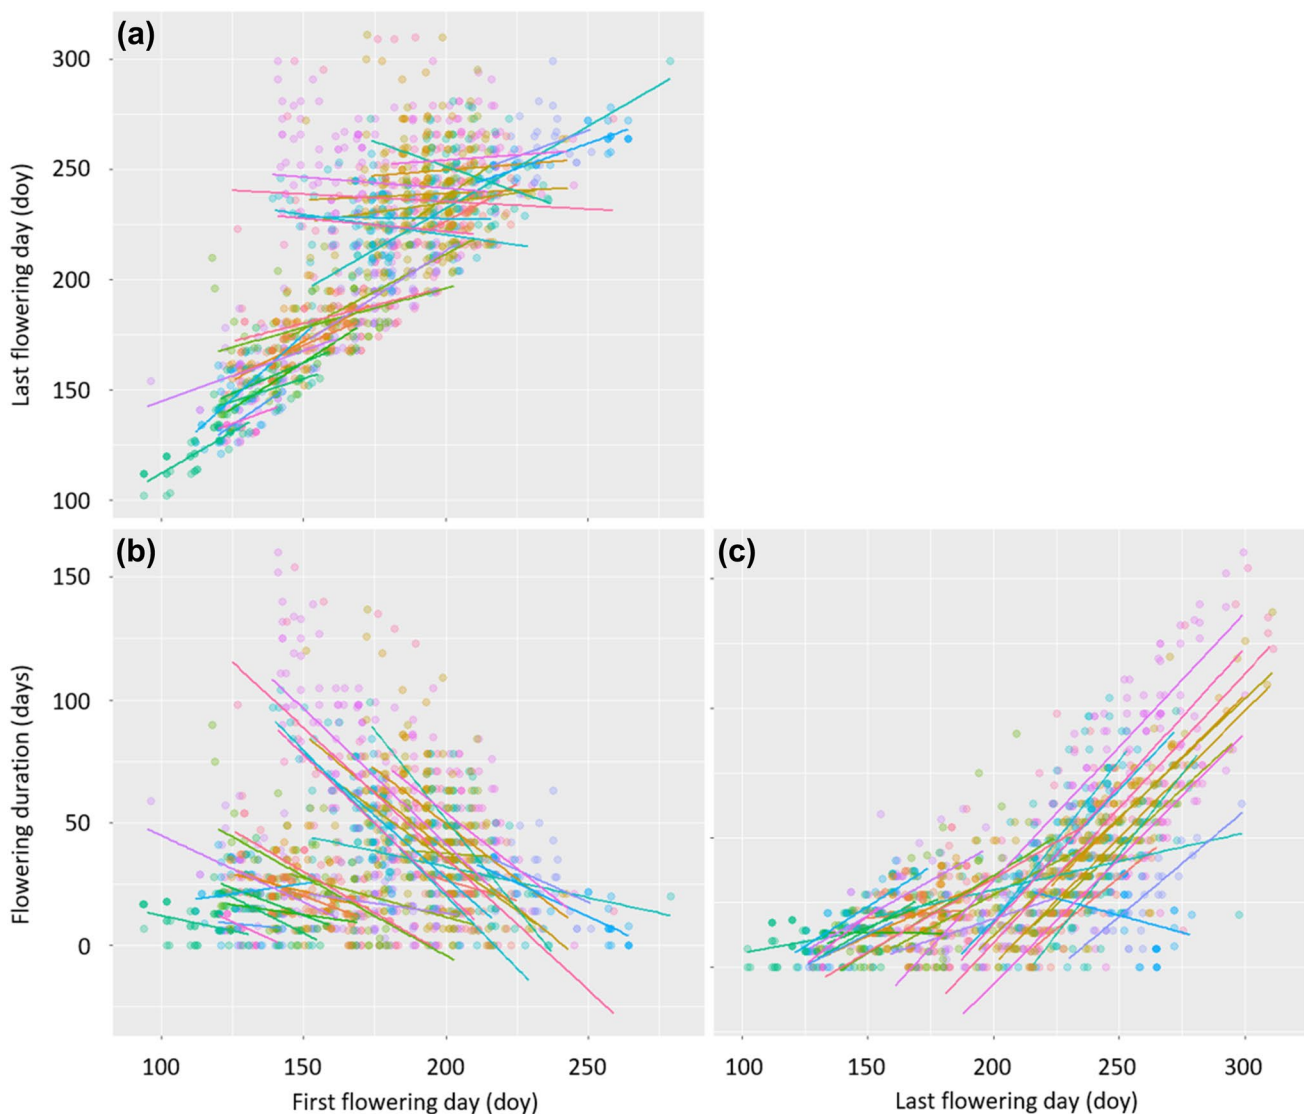 (a)
300
250
200
150
100
Last flowering day (doy)
(b)
(c)
150
100
50
0
Flowering duration (days)
100 150 200 250
100 150 200 250 300
First flowering day (doy)
Last flowering day (doy)